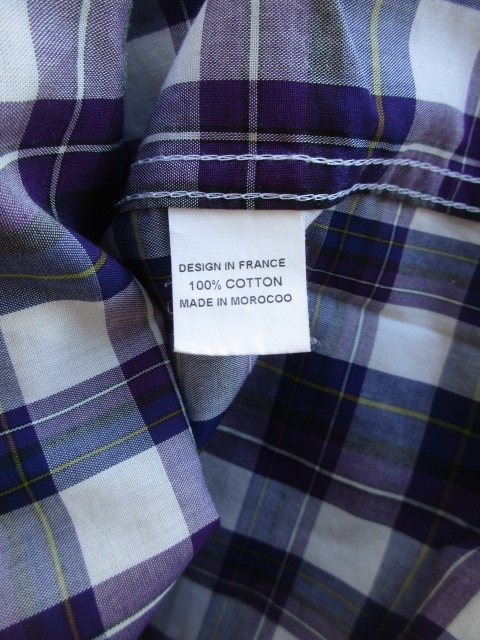 DESIGN IN FRANCE
100% COTTON
MADE IN MOROCOO